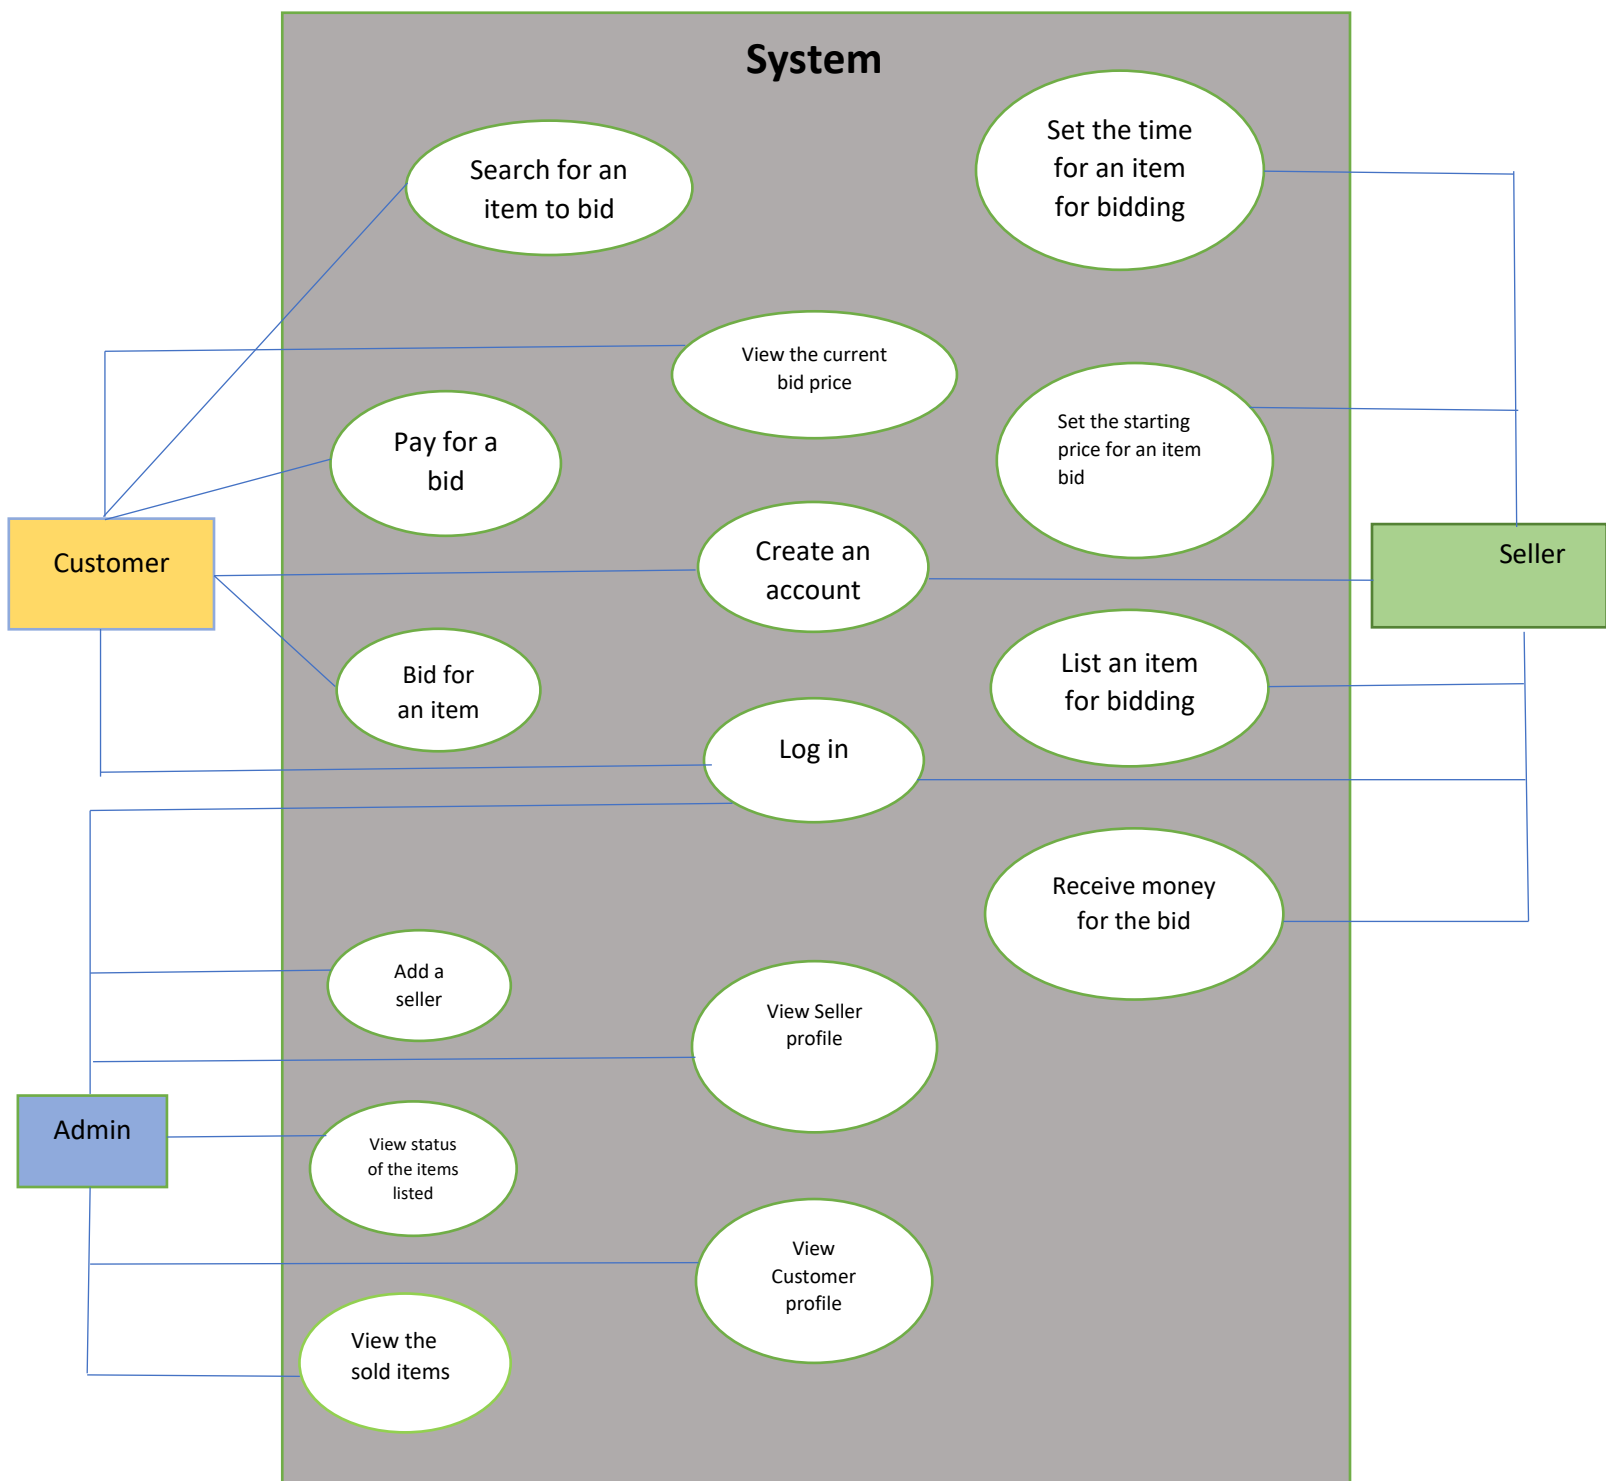 System
Set the time
for an item
for bidding
Search for an
item to bid
View the current
bid price
Pay for a
bid
Set the starting
price for an item
bid
Customer
Create an
account
Seller
Bid for
an item
List an item
for bidding
Log in
Receive money
for the bid
Add a
seller
View Seller
profile
Admin
View status
of the items
listed
View
Customer
profile
View the
sold items